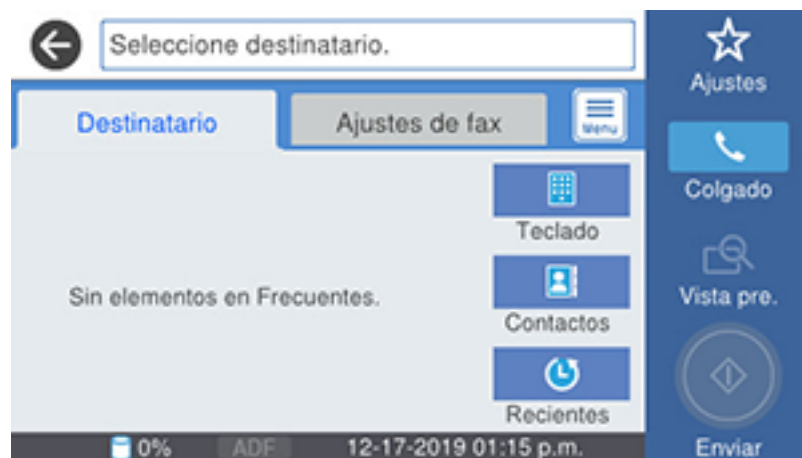 Seleccione destinatario.
Ajustes
Destinatario
Ajustes de fax
Menu
Colgado
Teclado
Vista pre.
Sin elementos en Frecuentes.
Contactos
Recientes
0% ADF 12-17-2019 01:15 p.m.
Enviar